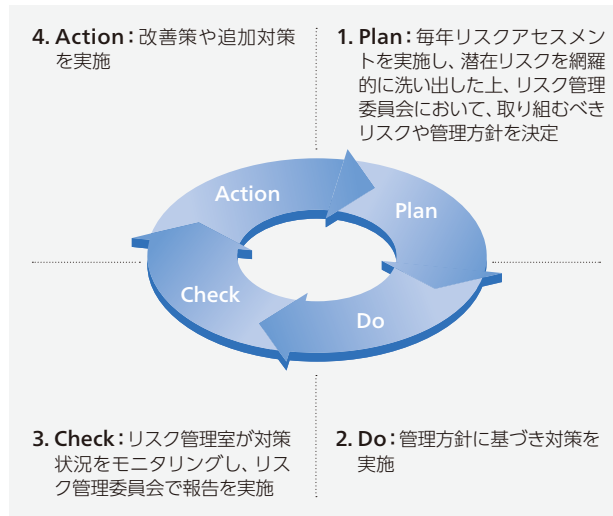 4. Action：改善策や追加対策
を実施
1. Plan：毎年リスクアセスメン
トを実施し、潜在リスクを網羅
的に洗い出した上、リスク管理
委員会において、取り組むべき
リスクや管理方針を決定
Action
Plan
Check
Do
3. Check：リスク管理室が対策
状況をモニタリングし、リス
ク管理委員会で報告を実施
2. Do：管理方針に基づき対策を
実施